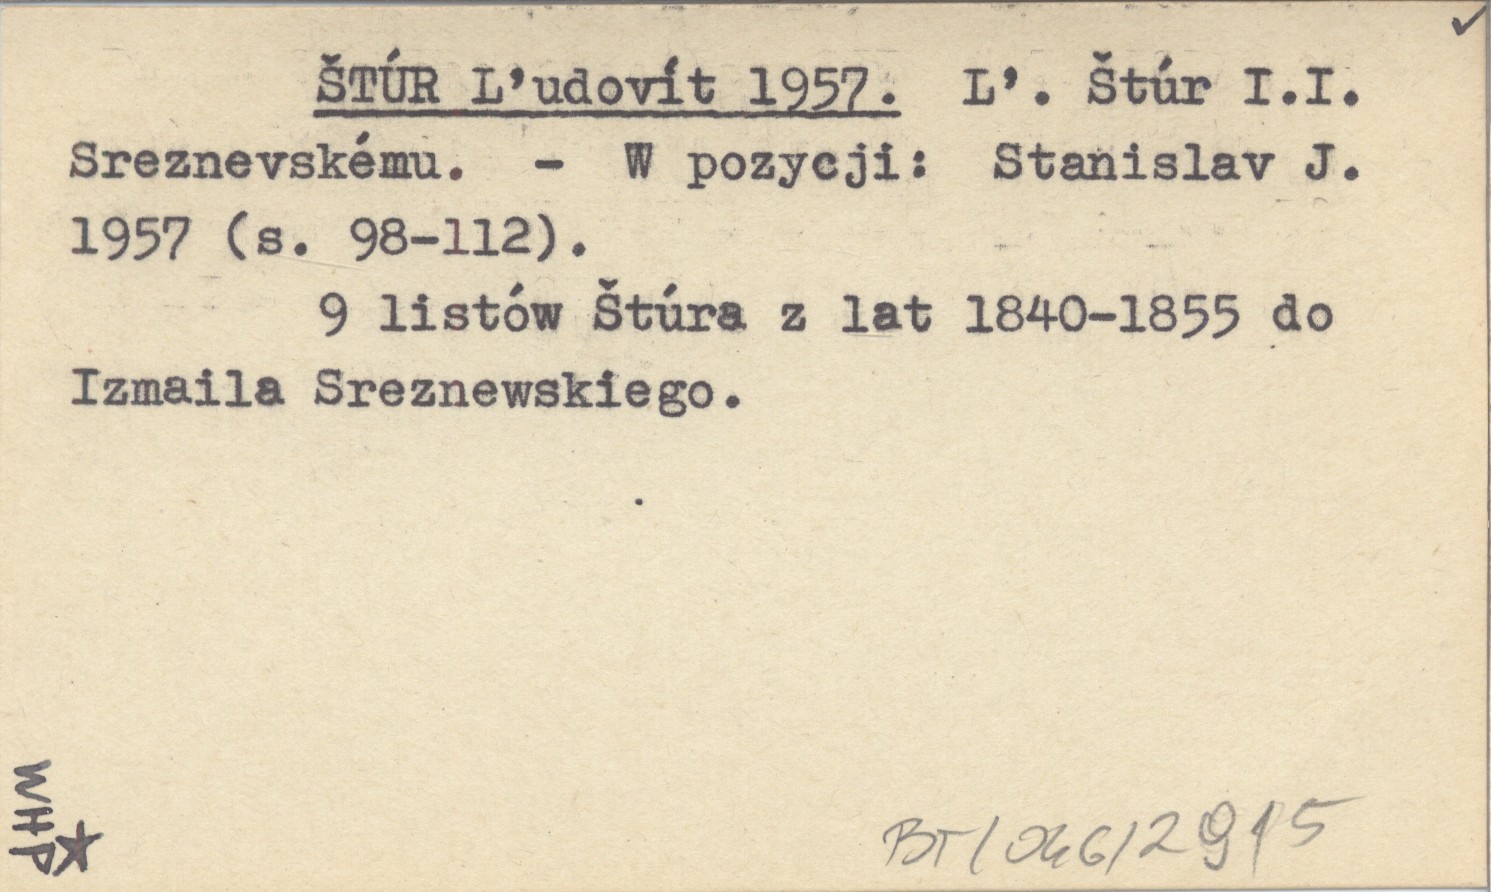 ŠTÚR L'udovít 1957. L'. Štúr I.I.
Sreznevskému. - W pozycji: Stanislav J.
1957 (s. 98-112).
9 listów Štúra z lat 1840-1855 do
Izmaila Sreznewskiego.
WHP
BT/046/2915